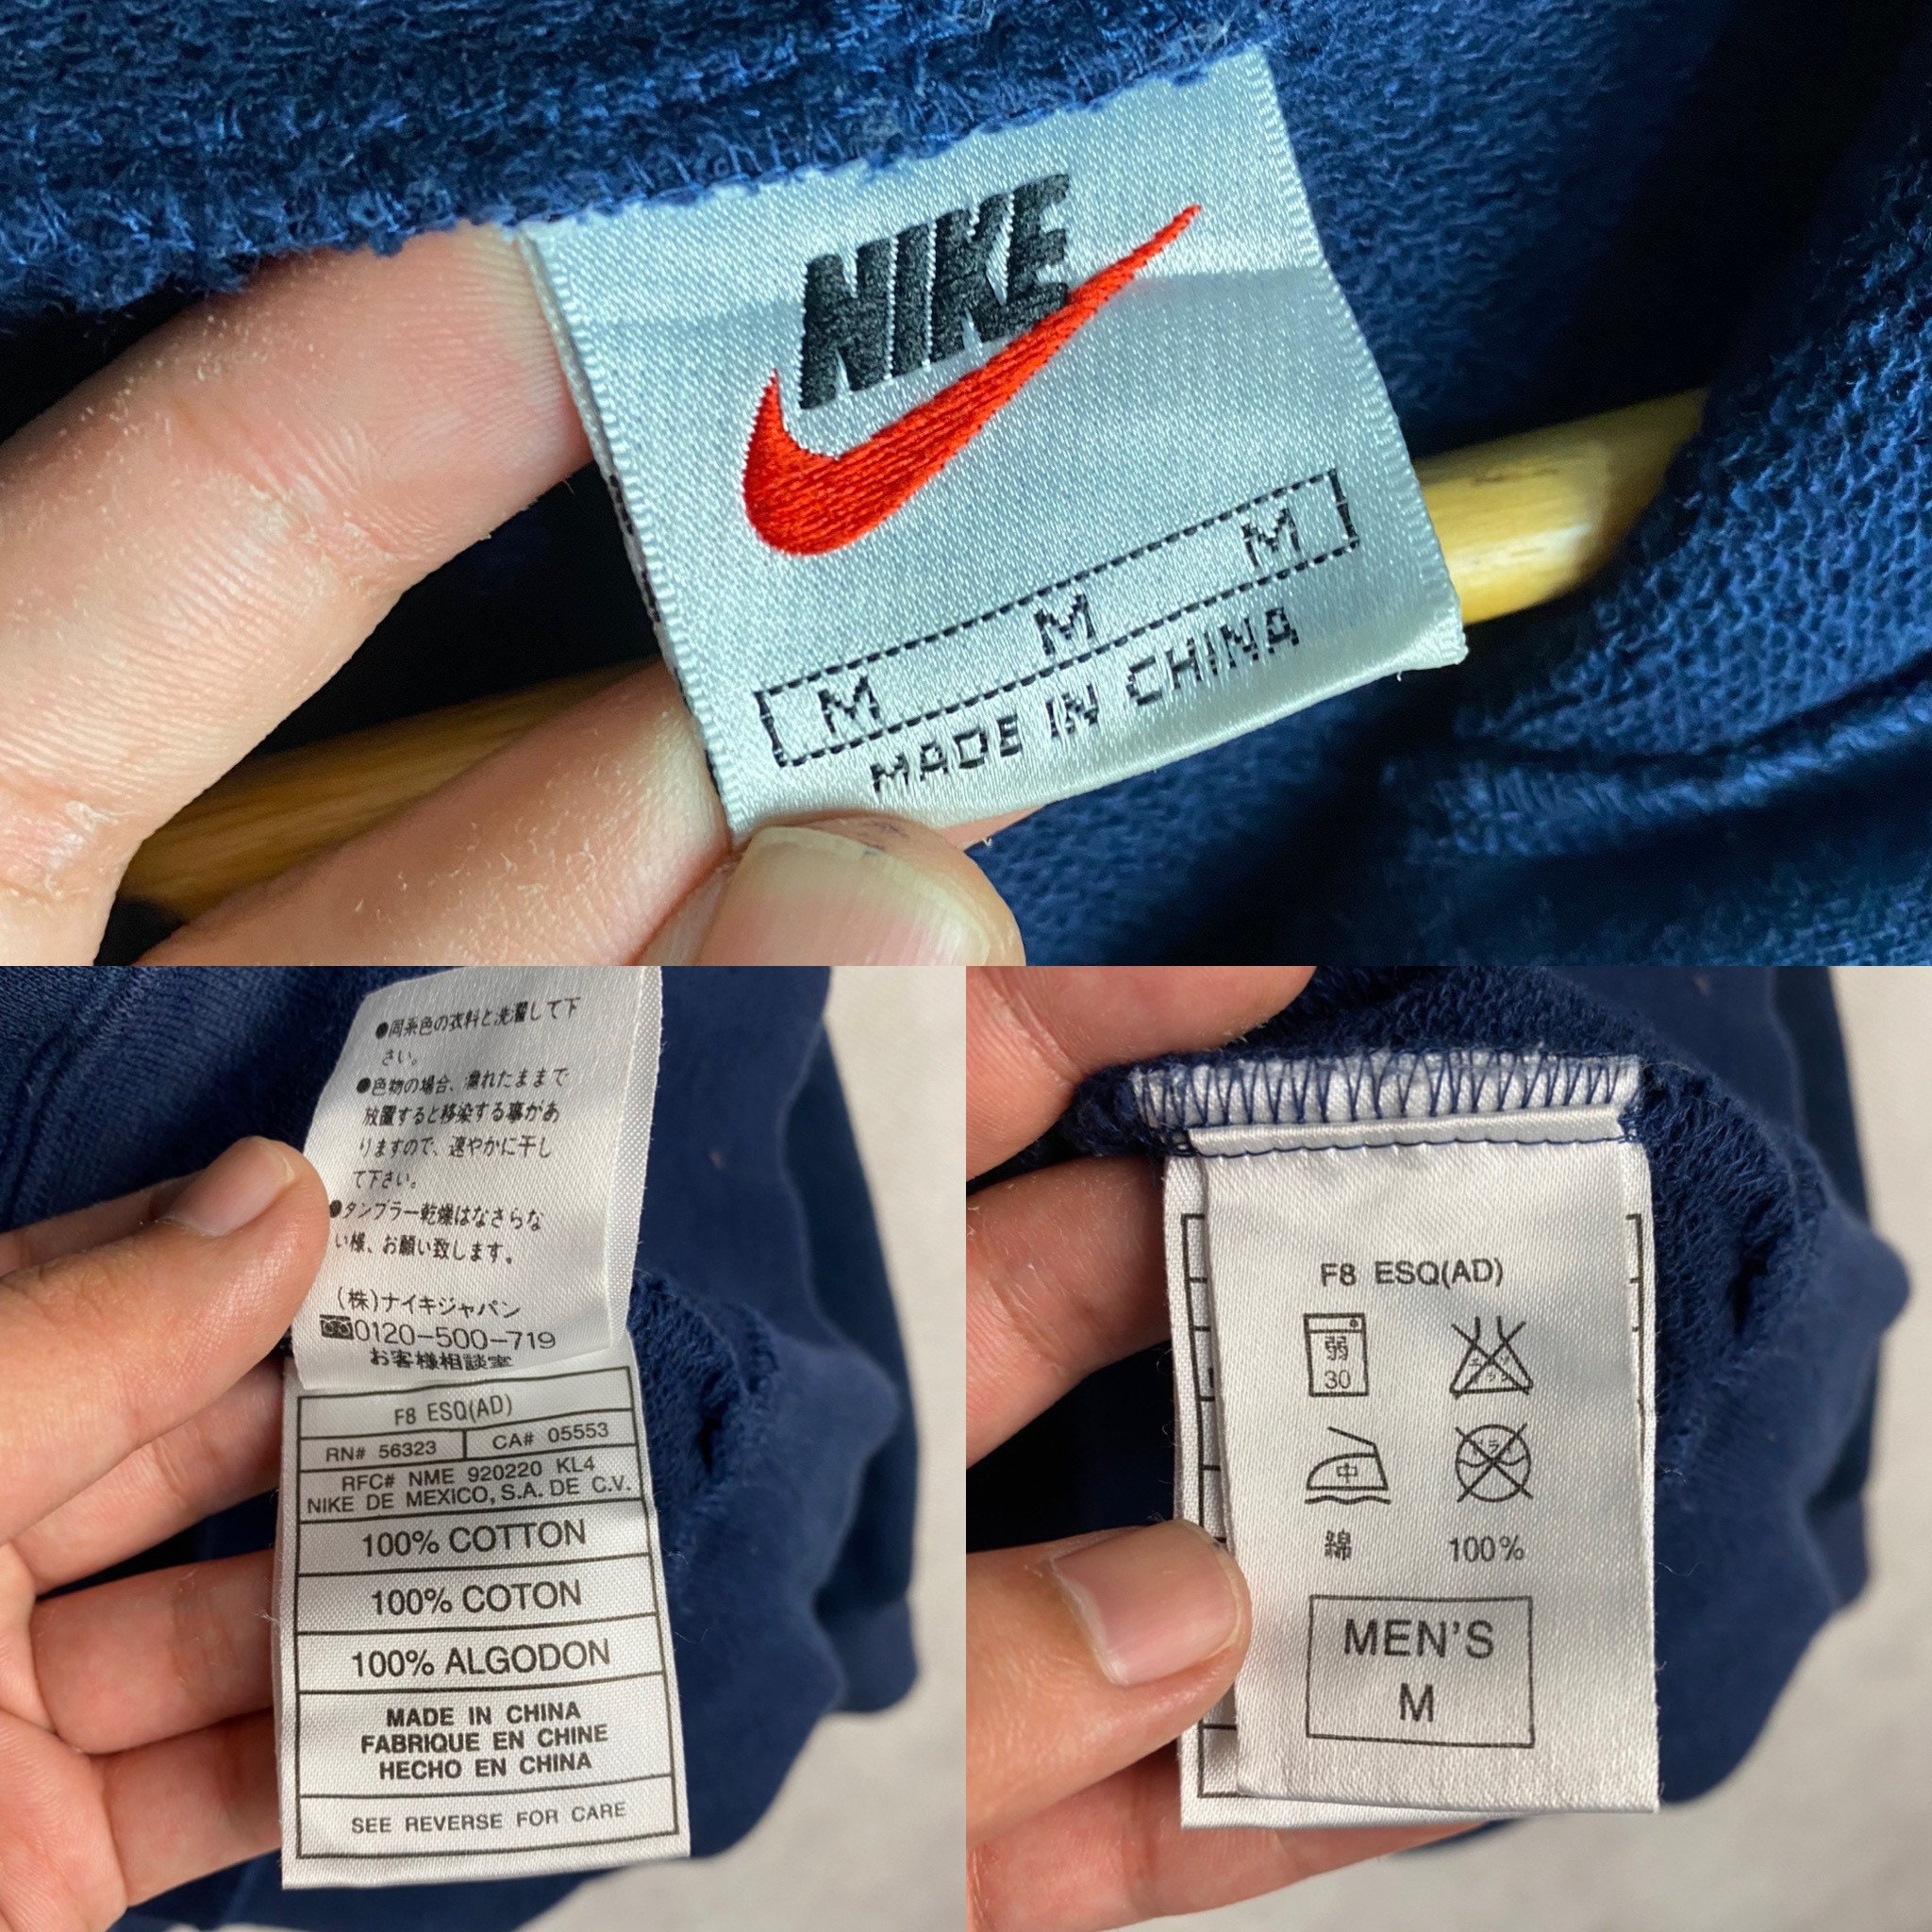 NIKE
M M M
MADE IN CHINA
●同系色の衣料と洗濯して下
さい。
●色物の場合、濡れたままで
放置すると移染する事があ
りますので、速やかに干し
て下さい。
●タンブラー乾燥はなさらな
い様、お願い致します。
(株)ナイキジャパン
0120-500-719
お客様相談室
F8 ESQ(AD)
RN# 56323 CA# 05553
RFC# NME 920220 KL4
NIKE DE MEXICO, S.A. DE C.V.
100% COTTON
100% COTON
100% ALGODON
MADE IN CHINA
FABRIQUE EN CHINE
HECHO EN CHINA
SEE REVERSE FOR CARE
F8 ESQ(AD)
弱
30
中
綿 100%
MEN'S
M